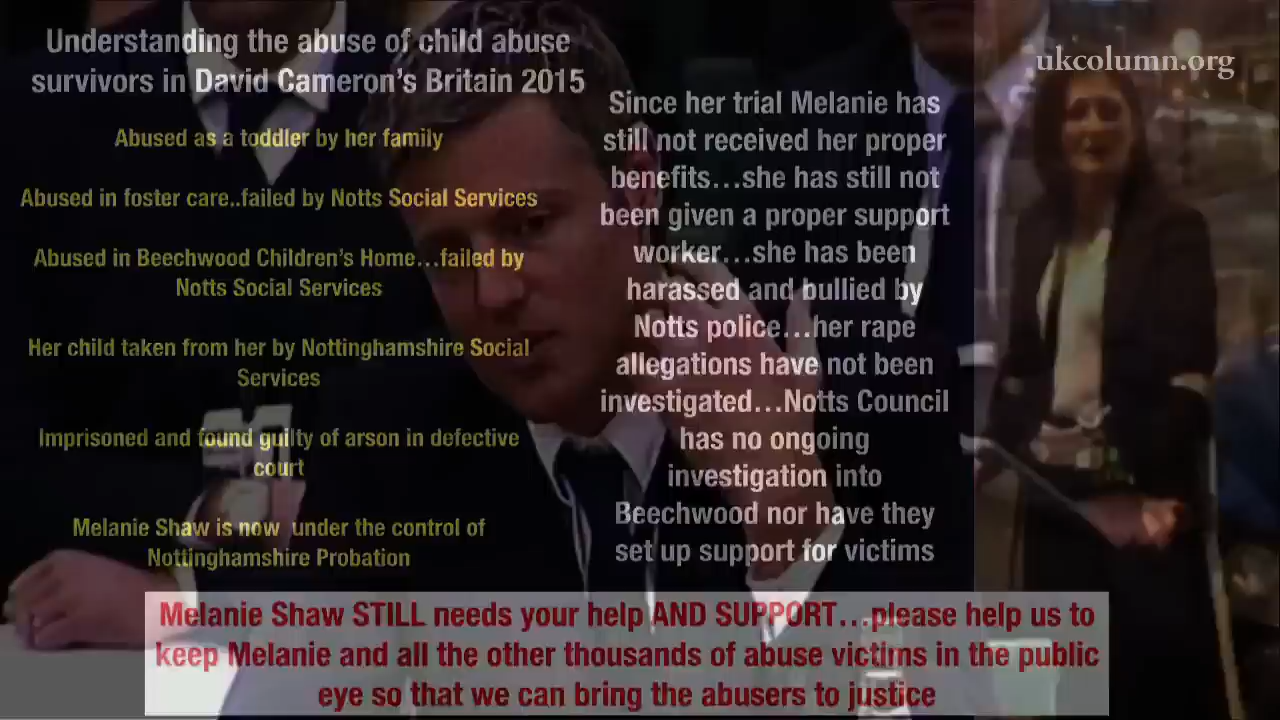 Understanding the abuse of child abuse
survivors in David Cameron's Britain 2015
Abused as a toddler by her family
Abused in foster care..failed by Notts Social Services
Abused in Beechwood Children's Home...failed by
Notts Social Services
Her child taken from her by Nottinghamshire Social
Services
Imprisoned and found guilty of arson in defective
court
Melanie Shaw is now under the control of
Nottinghamshire Probation
ukcolumn.org
Since her trial Melanie has
still not received her proper
benefits...she has still not
been given a proper support
worker...she has been
harassed and bullied by
Notts police...her rape
allegations have not been
investigated...Notts Council
has no ongoing
investigation into
Beechwood nor have they
set up support for victims
Melanie Shaw STILL needs your help AND SUPPORT...please help us to
keep Melanie and all the other thousands of abuse victims in the public
eye so that we can bring the abusers to justice